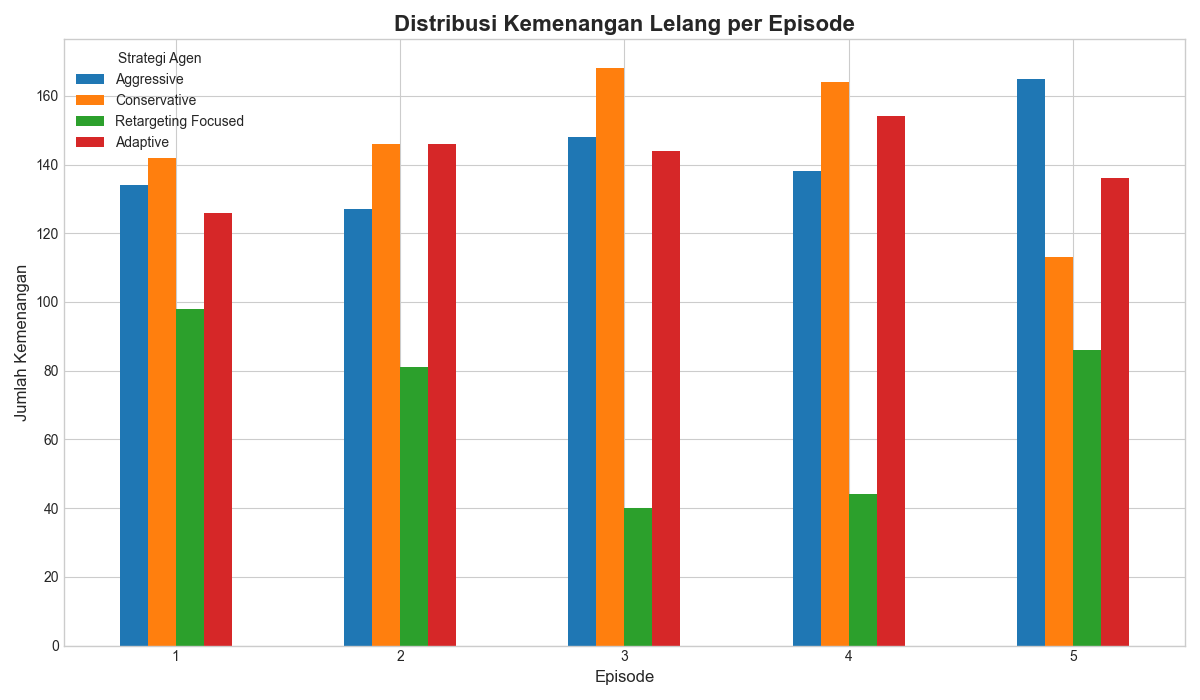 Distribusi Kemenangan Lelang per Episode
Strategi Agen
Aggressive
Conservative
Retargeting Focused
Adaptive
Jumlah Kemenangan
160
140
120
100
80
60
40
20
0
1 2 3 4 5
Episode